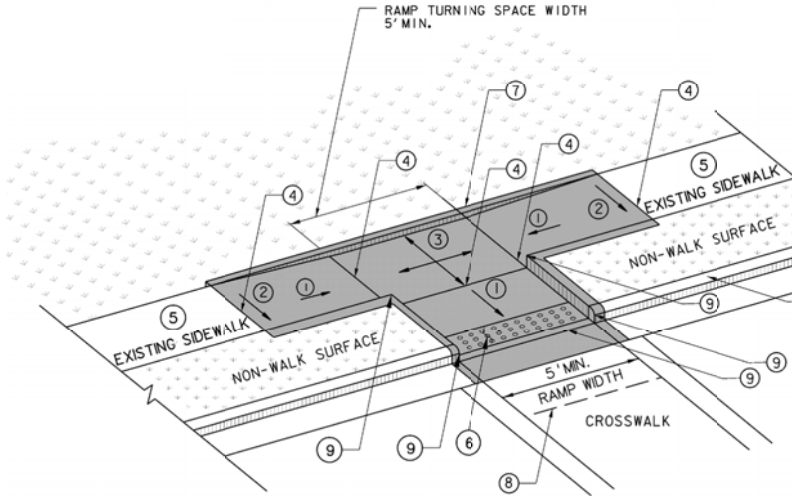 RAMP TURNING SPACE WIDTH
5' MIN.
7
4
4
4
4
4
5
EXISTING SIDEWALK
1
2
3
NON-WALK SURFACE
2
1
1
5
EXISTING SIDEWALK
NON-WALK SURFACE
9
9
9
5' MIN.
RAMP WIDTH
CROSSWALK
9
9
6
8